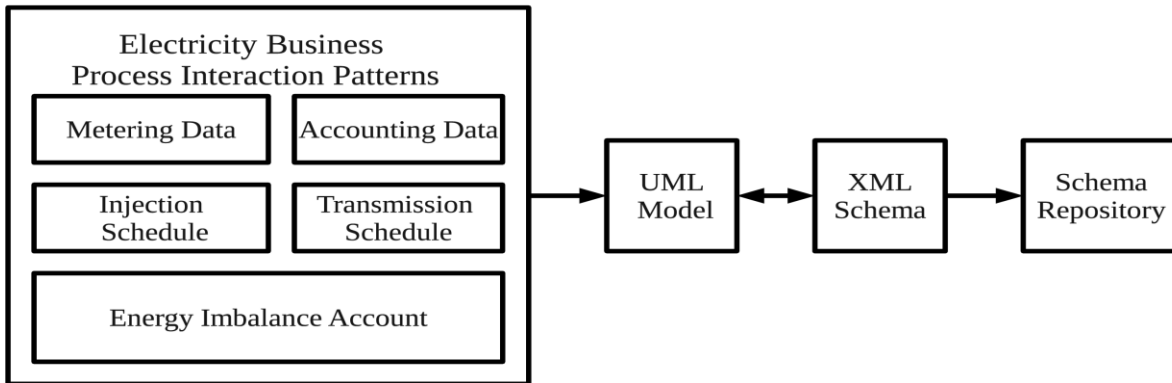 Electricity Business
Process Interaction Patterns
Metering Data
Accounting Data
Injection
Schedule
Transmission
Schedule
Energy Imbalance Account
UML
Model
XML
Schema
Schema
Repository